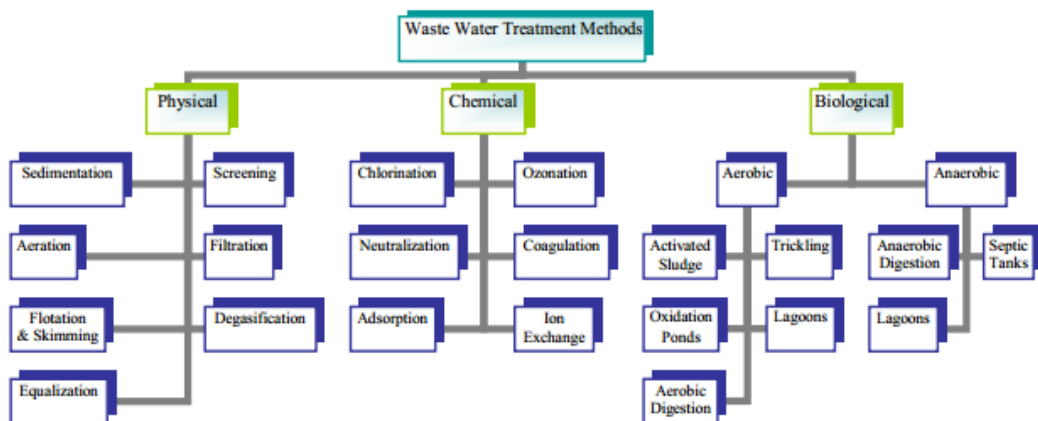 Waste Water Treatment Methods
Physical
Chemical
Biological
Sedimentation
Screening
Chlorination
Ozonation
Aerobic
Anaerobic
Aeration
Filtration
Neutralization
Coagulation
Activated
Sludge
Trickling
Anaerobic
Digestion
Septic
Tanks
Flotation
& Skimming
Degasification
Adsorption
Ion
Exchange
Oxidation
Ponds
Lagoons
Lagoons
Equalization
Aerobic
Digestion